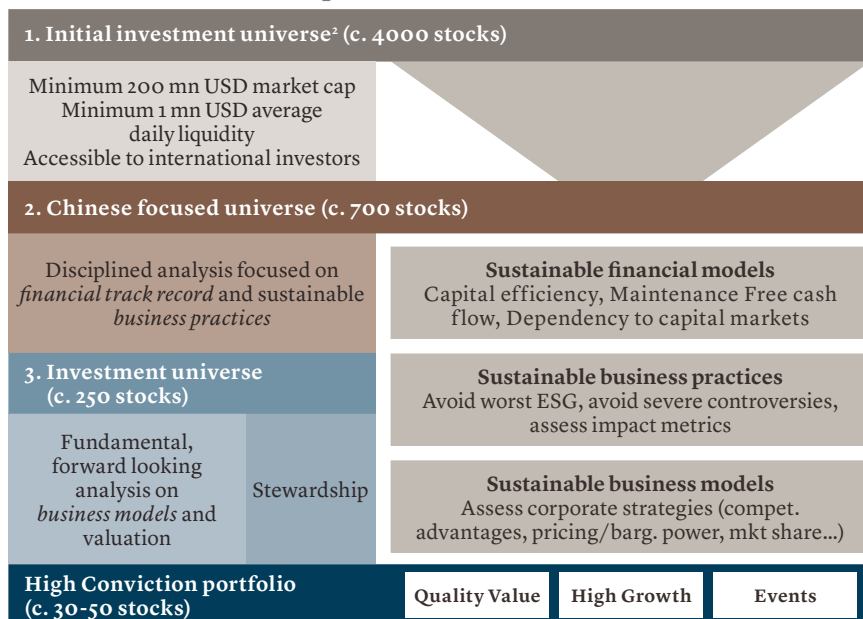 1. Initial investment universe² (c. 4000 stocks)
Minimum 200 mn USD market cap
Minimum 1 mn USD average
daily liquidity
Accessible to international investors
2. Chinese focused universe (c. 700 stocks)
Disciplined analysis focused on
financial track record and sustainable
business practices
Sustainable financial models
Capital efficiency, Maintenance Free cash
flow, Dependency to capital markets
3. Investment universe
(c. 250 stocks)
Sustainable business practices
Avoid worst ESG, avoid severe controversies,
assess impact metrics
Fundamental,
forward looking
analysis on
business models and
valuation
Stewardship
Sustainable business models
Assess corporate strategies (compet.
advantages, pricing/barg. power, mkt share...)
High Conviction portfolio
(c. 30-50 stocks)
Quality Value
High Growth
Events